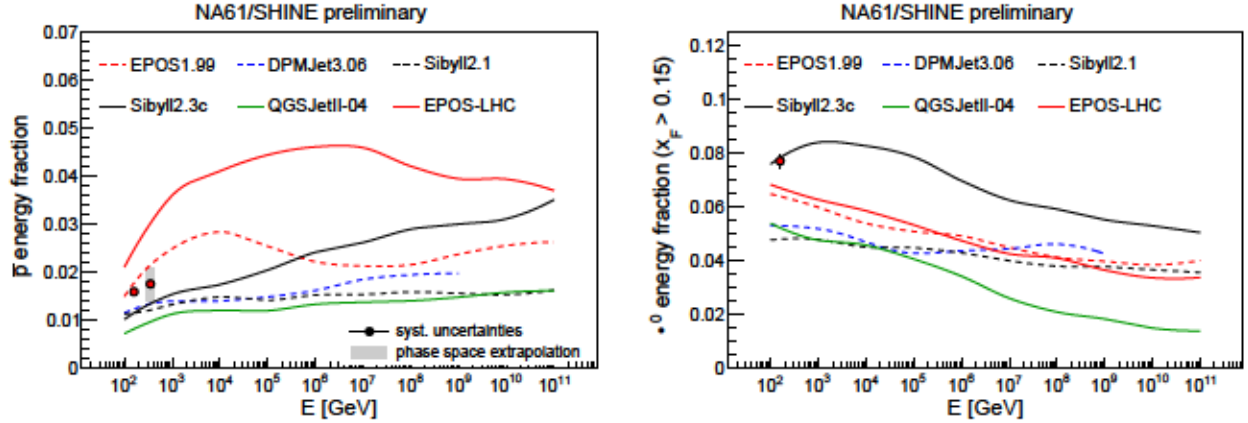 NA61/SHINE preliminary
p̅ energy fraction
0.07
0.06
0.05
0.04
0.03
0.02
0.01
0
EPOS1.99 DPMJet3.06 Sibyll2.1
Sibyll2.3c QGSJetII-04 EPOS-LHC
syst. uncertainties
phase space extrapolation
10² 10³ 10⁴ 10⁵ 10⁶ 10⁷ 10⁸ 10⁹ 10¹⁰ 10¹¹
E [GeV]
NA61/SHINE preliminary
•⁰ energy fraction (x_F > 0.15)
0.12
0.1
0.08
0.06
0.04
0.02
0
EPOS1.99 DPMJet3.06 Sibyll2.1
Sibyll2.3c QGSJetII-04 EPOS-LHC
10² 10³ 10⁴ 10⁵ 10⁶ 10⁷ 10⁸ 10⁹ 10¹⁰ 10¹¹
E [GeV]